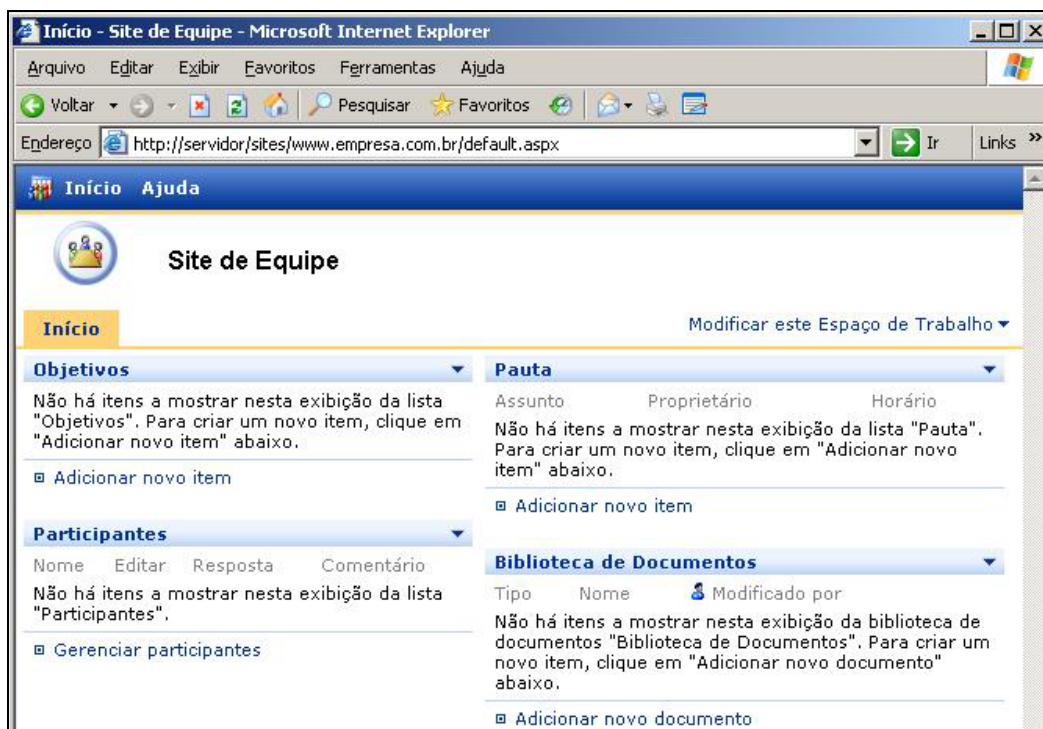 Início - Site de Equipe - Microsoft Internet Explorer
Arquivo Editar Exibir Favoritos Ferramentas Ajuda
Voltar Pesquisar Favoritos
Endereço http://servidor/sites/www.empresa.com.br/default.aspx Ir Links »
Início Ajuda
Site de Equipe
Início Modificar este Espaço de Trabalho
Objetivos
Não há itens a mostrar nesta exibição da lista
"Objetivos". Para criar um novo item, clique em
"Adicionar novo item" abaixo.
Adicionar novo item
Participantes
Nome Editar Resposta Comentário
Não há itens a mostrar nesta exibição da lista
"Participantes".
Gerenciar participantes
Pauta
Assunto Proprietário Horário
Não há itens a mostrar nesta exibição da lista "Pauta".
Para criar um novo item, clique em "Adicionar novo
item" abaixo.
Adicionar novo item
Biblioteca de Documentos
Tipo Nome Modificado por
Não há itens a mostrar nesta exibição da biblioteca de
documentos "Biblioteca de Documentos". Para criar um
novo item, clique em "Adicionar novo documento"
abaixo.
Adicionar novo documento